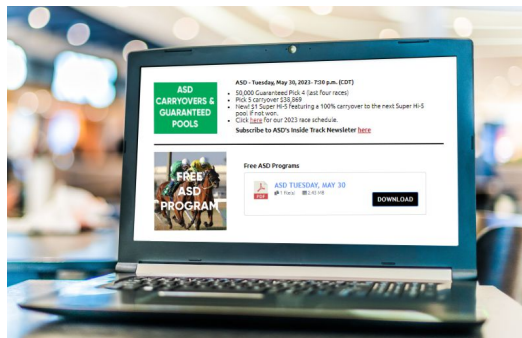 ASD
CARRYOVERS &
GUARANTEED
POOLS
ASD - Tuesday, May 30, 2023- 7:30 p.m. (CDT)
50,000 Guaranteed Pick 4 (last four races)
Pick 5 carryover $38,869
New! $1 Super Hi-5 featuring a 100% carryover to the next Super Hi-5
pool if not won.
Click here for our 2023 race schedule.
Subscribe to ASD's Inside Track Newsleter here
FREE
ASD
PROGRAM
Free ASD Programs
PDF
ASD TUESDAY, MAY 30
DOWNLOAD